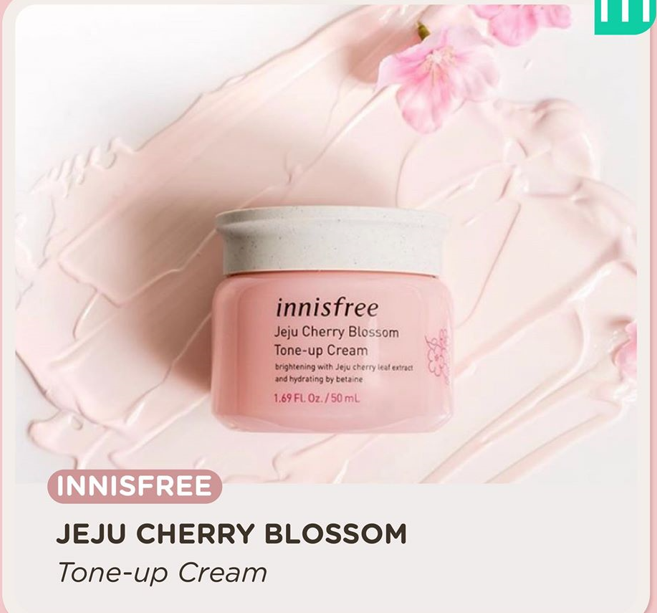 innisfree
Jeju Cherry Blossom
Tone-up Cream
brightening with Jeju cherry leaf extract
and hydrating by betaine
1.69 Fl. Oz. / 50 mL
INNISFREE
JEJU CHERRY BLOSSOM
Tone-up Cream